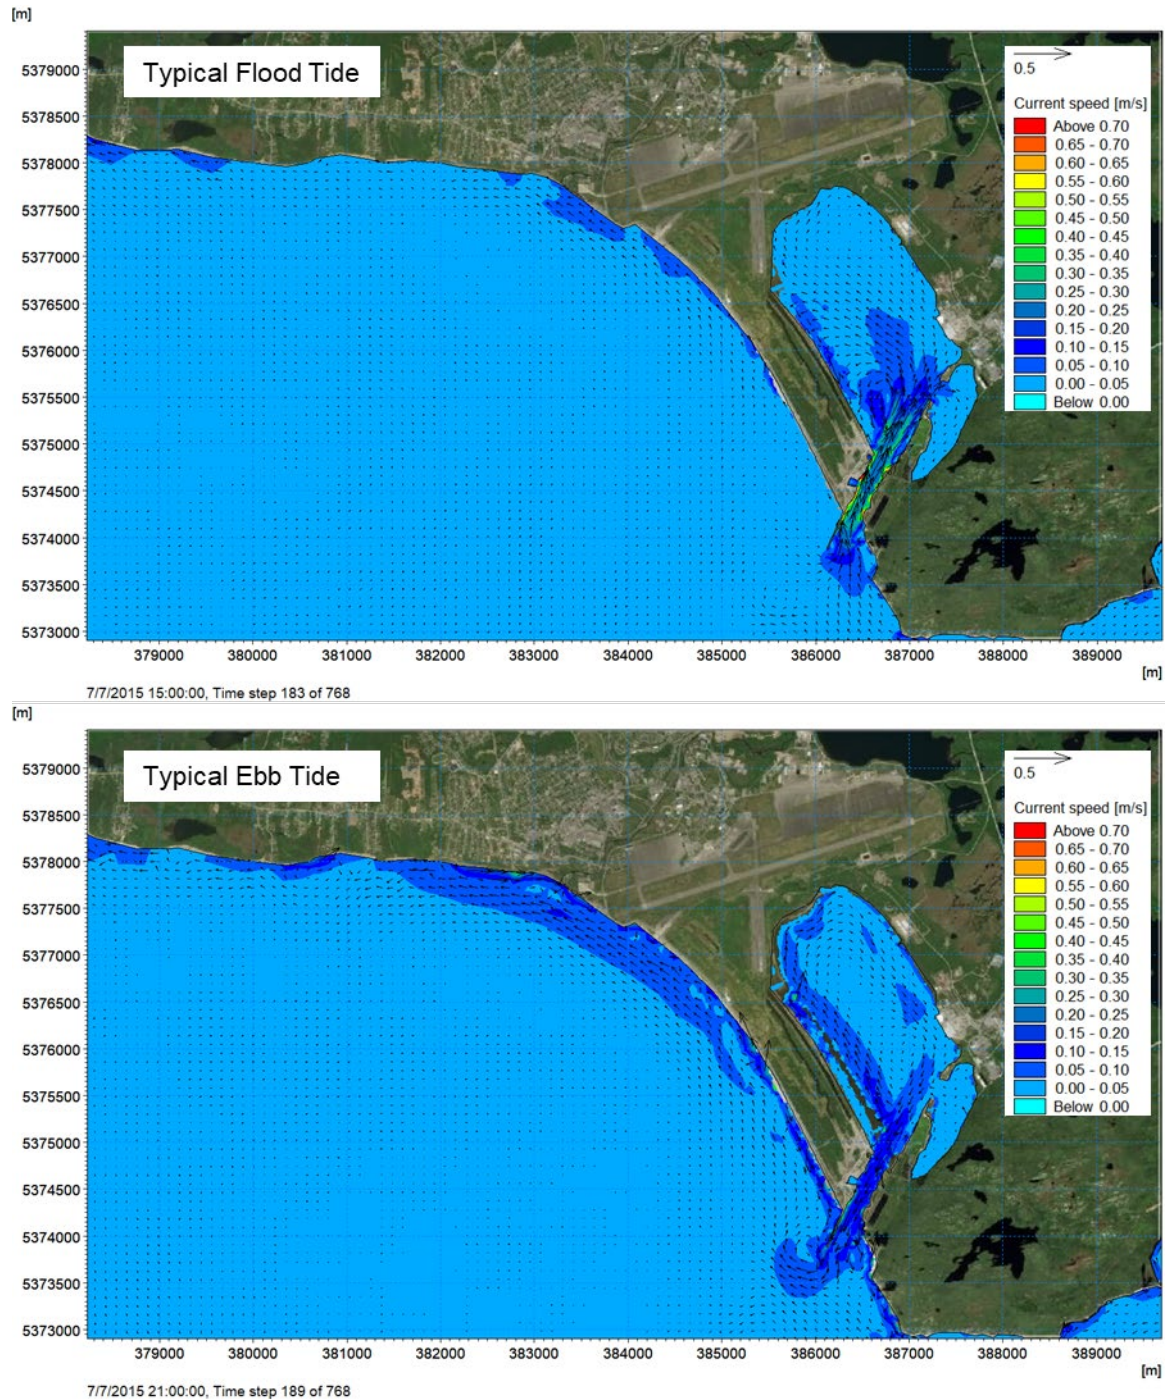 [m]
Typical Flood Tide
0.5
Current speed [m/s]
Above 0.70
0.65 - 0.70
0.60 - 0.65
0.55 - 0.60
0.50 - 0.55
0.45 - 0.50
0.40 - 0.45
0.35 - 0.40
0.30 - 0.35
0.25 - 0.30
0.20 - 0.25
0.15 - 0.20
0.10 - 0.15
0.05 - 0.10
0.00 - 0.05
Below 0.00
5379000
5378500
5378000
5377500
5377000
5376500
5376000
5375500
5375000
5374500
5374000
5373500
5373000
379000 380000 381000 382000 383000 384000 385000 386000 387000 388000 389000
[m]
7/7/2015 15:00:00, Time step 183 of 768
[m]
Typical Ebb Tide
0.5
Current speed [m/s]
Above 0.70
0.65 - 0.70
0.60 - 0.65
0.55 - 0.60
0.50 - 0.55
0.45 - 0.50
0.40 - 0.45
0.35 - 0.40
0.30 - 0.35
0.25 - 0.30
0.20 - 0.25
0.15 - 0.20
0.10 - 0.15
0.05 - 0.10
0.00 - 0.05
Below 0.00
5379000
5378500
5378000
5377500
5377000
5376500
5376000
5375500
5375000
5374500
5374000
5373500
5373000
379000 380000 381000 382000 383000 384000 385000 386000 387000 388000 389000
[m]
7/7/2015 21:00:00, Time step 189 of 768